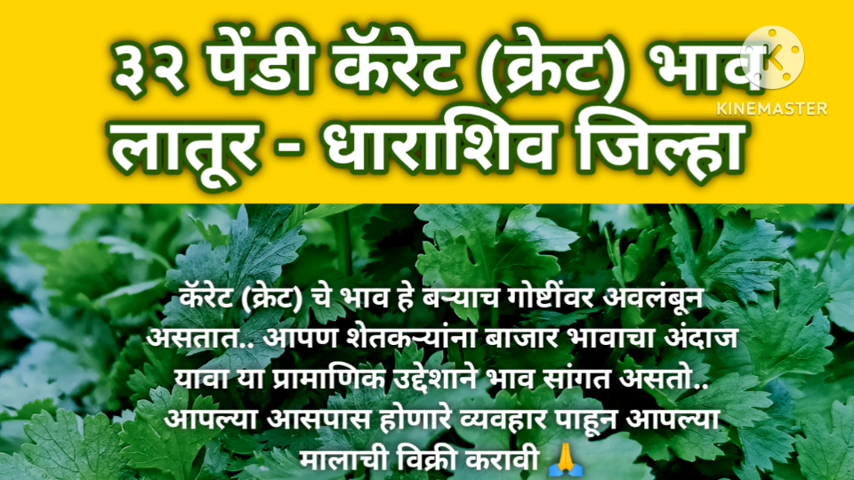 ३२ पेंडी कॅरेट (क्रेट) भाव
KINEMASTER
लातूर - धाराशिव जिल्हा
कॅरेट (क्रेट) चे भाव हे बऱ्याच गोष्टींवर अवलंबून
असतात.. आपण शेतकऱ्यांना बाजार भावाचा अंदाज
यावा या प्रामाणिक उद्देशाने भाव सांगत असतो..
आपल्या आसपास होणारे व्यवहार पाहून आपल्या
मालाची विक्री करावी 🙏